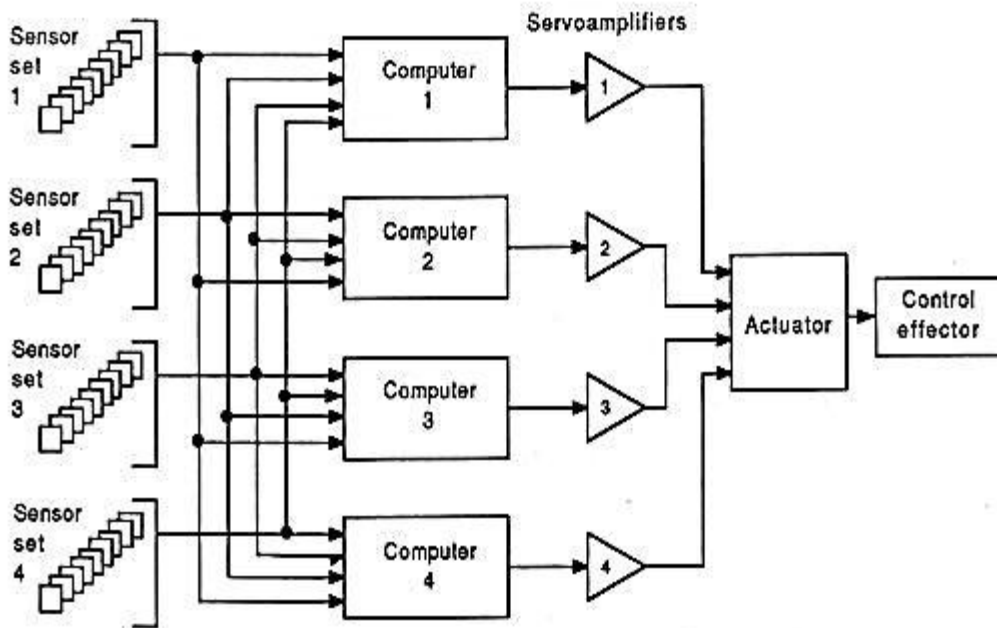 Servoamplifiers
Sensor
set
1
Computer
1
1
Sensor
set
2
Computer
2
2
Actuator
Control
effector
Sensor
set
3
Computer
3
3
Sensor
set
4
Computer
4
4